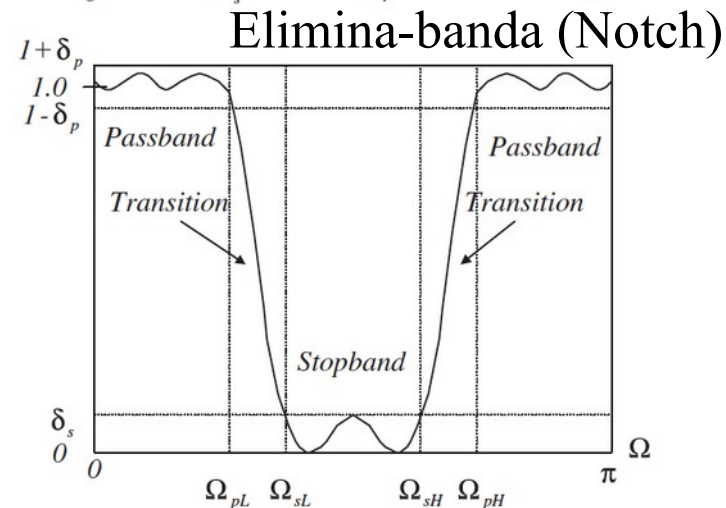 Elimina-banda (Notch)
1+δp
1.0
1-δp
Passband
Passband
Transition
Transition
Stopband
δs
0
0
π
Ω
ΩpL ΩsL ΩsH ΩpH